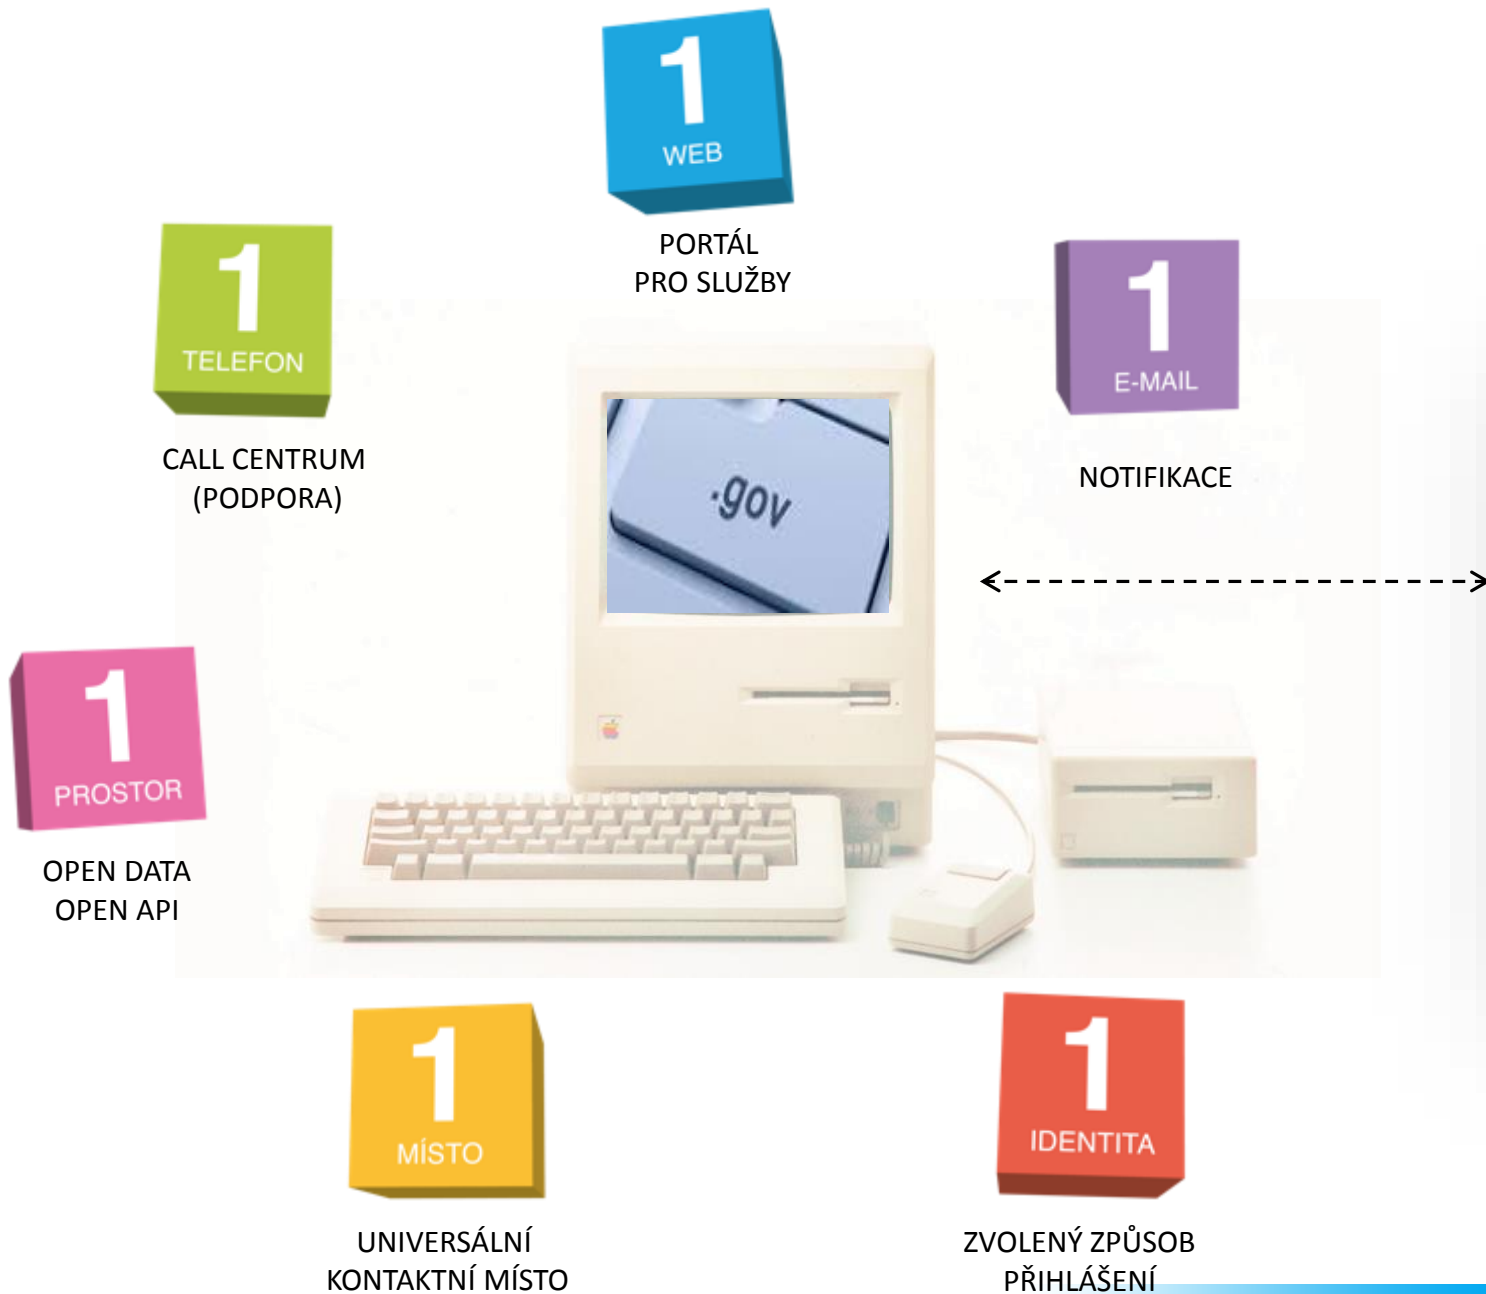 1
WEB
PORTÁL
PRO SLUŽBY
1
TELEFON
CALL CENTRUM
(PODPORA)
1
E-MAIL
NOTIFIKACE
.gov
1
PROSTOR
OPEN DATA
OPEN API
1
MÍSTO
UNIVERSÁLNÍ
KONTAKTNÍ MÍSTO
1
IDENTITA
ZVOLENÝ ZPŮSOB
PŘIHLÁŠENÍ